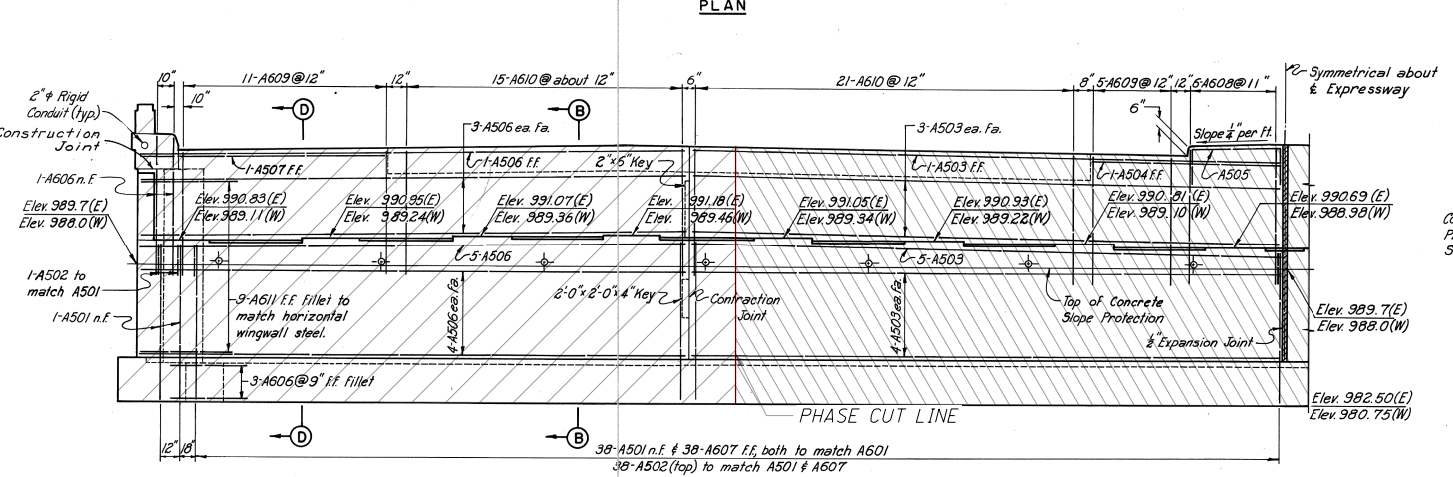 PLAN
10"
11-A609@12"
12"
15-A610@about 12"
6"
21-A610@12"
8"
5-A609@12"
12"
6-A608@11"
Symmetrical about
℄ Expressway
2"φ Rigid
Conduit (typ.)
10"
D
B
6"
Construction
Joint
3-A506 ea. fa.
3-A503 ea. fa.
Slope ¼" per ft.
1-A507 f.f.
1-A506 f.f.
2"x6" Key
1-A503 f.f.
1-A504 f.f.
A505
1-A606 n.f.
Elev. 989.7(E)
Elev. 988.0(W)
Elev. 990.83(E)
Elev. 989.11(W)
Elev. 990.95(E)
Elev. 989.24(W)
Elev. 991.07(E)
Elev. 989.36(W)
Elev. 991.18(E)
Elev. 989.46(W)
Elev. 991.05(E)
Elev. 989.34(W)
Elev. 990.93(E)
Elev. 989.22(W)
Elev. 990.81(E)
Elev. 989.10(W)
Elev. 990.69(E)
Elev. 988.98(W)
5-A506
5-A503
1-A502 to
match A501
9-A611 F.F. Fillet to
match horizontal
wingwall steel.
1-A501 n.f.
4-A506 ea. fa.
2'-0"x2'-0"x4" Key
Contraction
Joint
4-A503 ea. fa.
Top of Concrete
Slope Protection
Elev. 989.7(E)
Elev. 988.0(W)
½" Expansion Joint
3-A606@9" F.F. Fillet
Elev. 982.50(E)
Elev. 980.75(W)
PHASE CUT LINE
D
B
12"
18"
38-A501 n.f. & 38-A607 F.F., both to match A601
38-A502 (top) to match A501 & A607